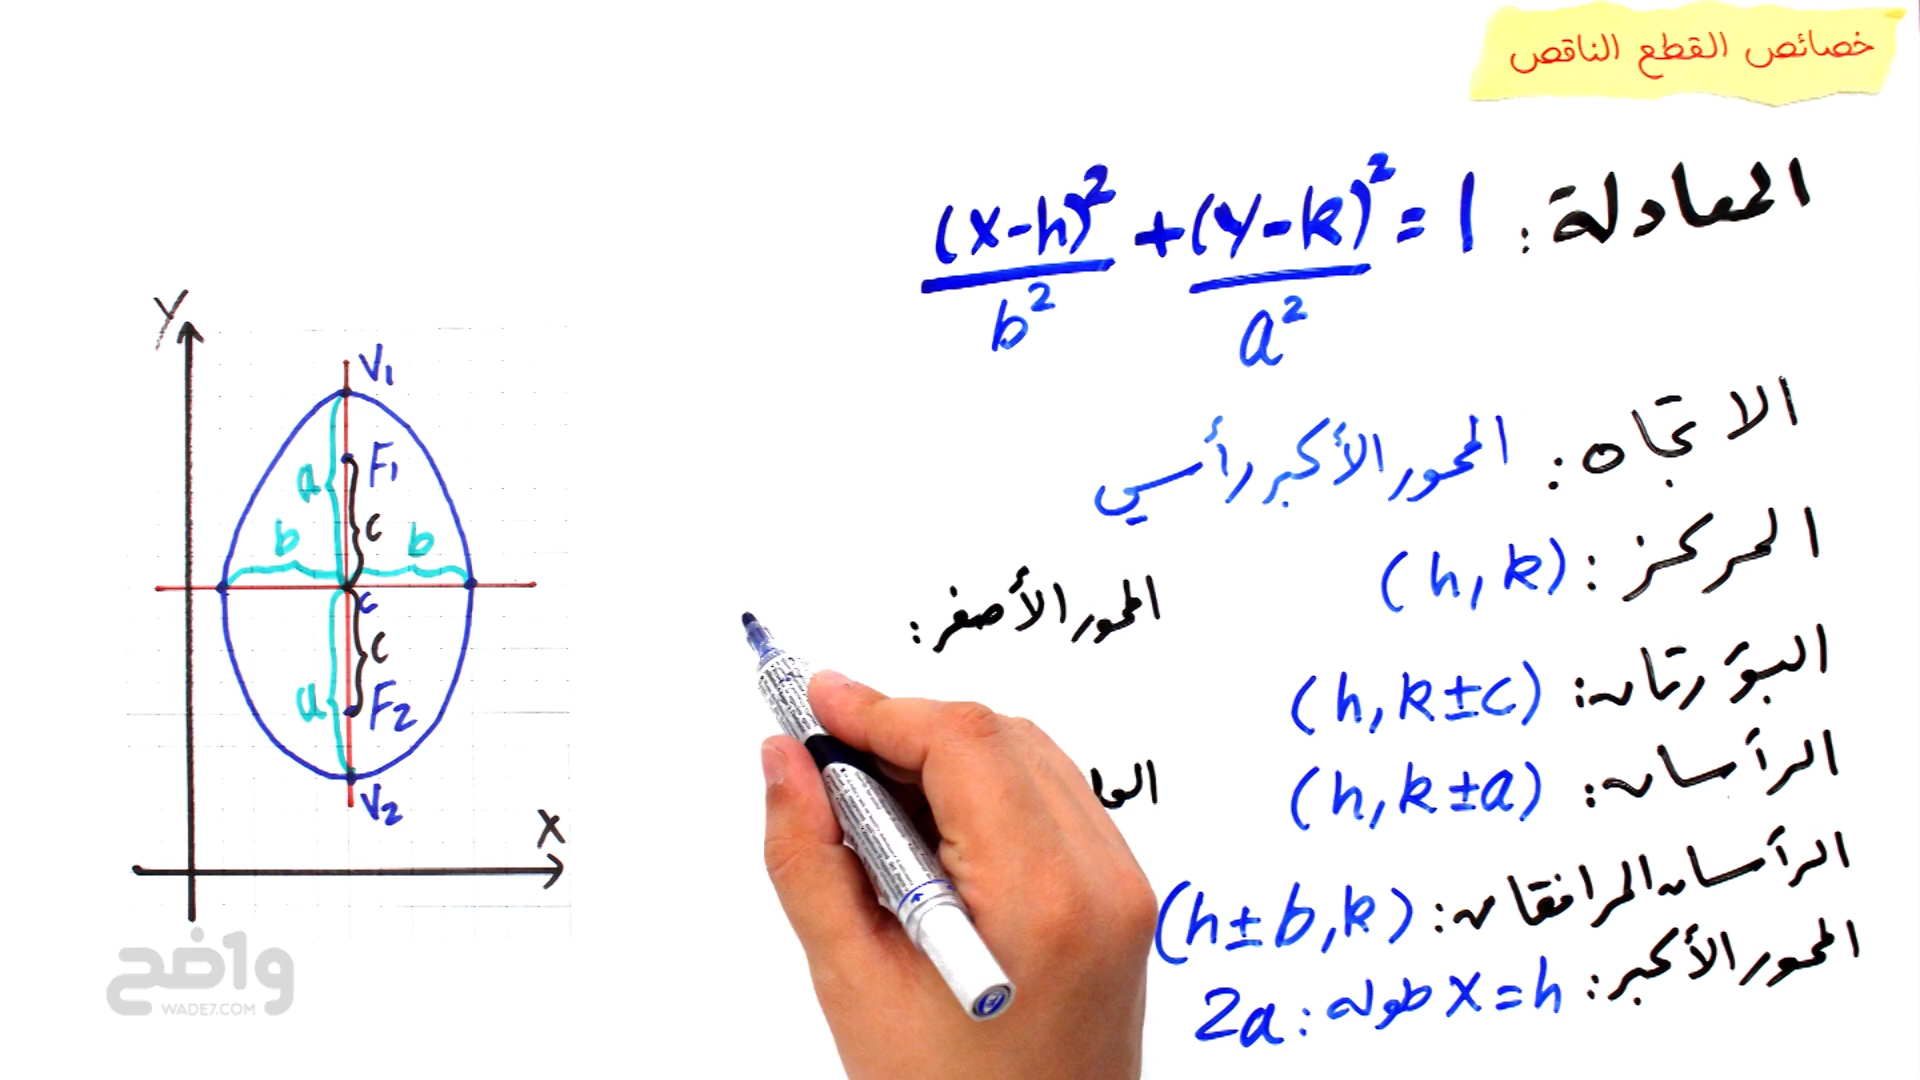 خصائص القطع الناقص
المعادلة: (x-h)²/b² + (y-k)²/a² = 1
الاتجاه: المحور الأكبر رأسي
المركز: (h, k)
البؤرتان: (h, k±c)
الرأسان: (h, k±a)
الرأسان المرافقان: (h±b, k)
المحور الأكبر: x=h طوله: 2a
المحور الأصغر:
Y
V1
a
F1
c
b
b
c
c
a
F2
V2
X
واضح
WADE7.COM